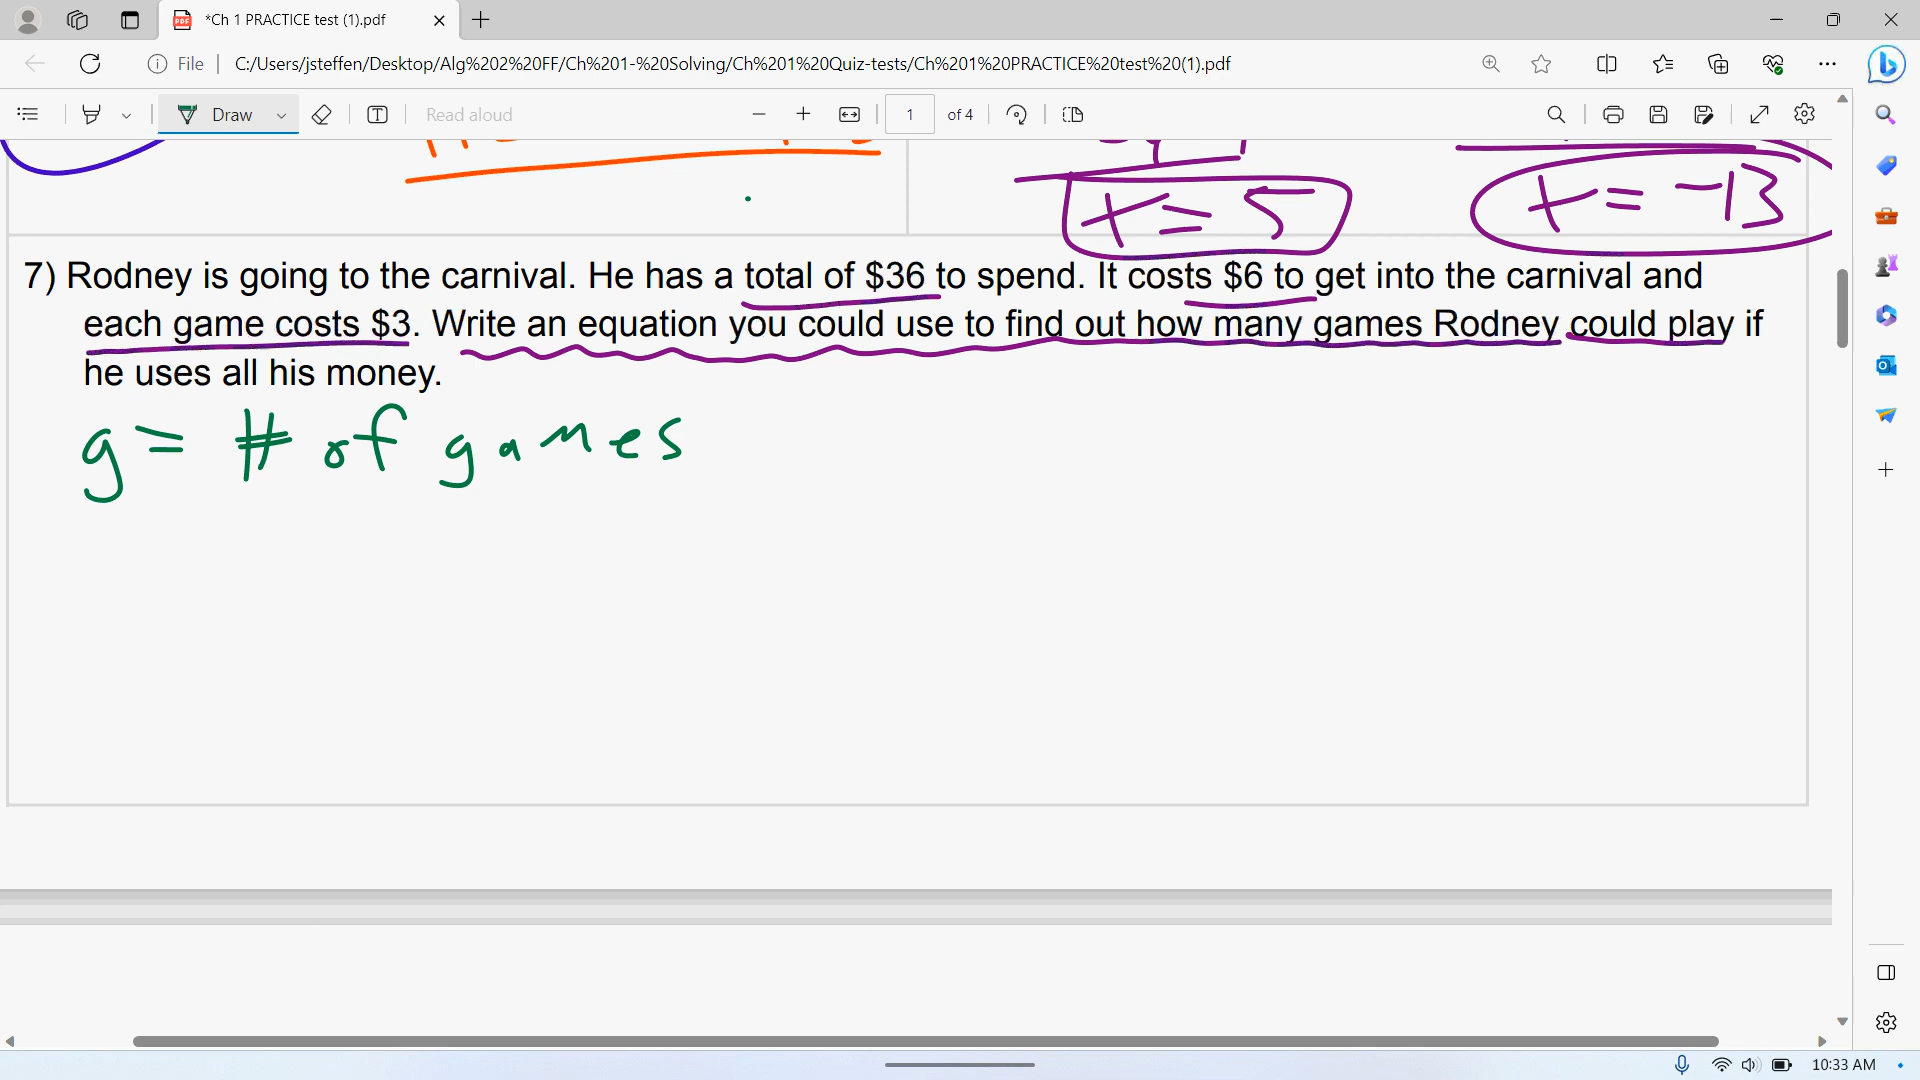 *Ch 1 PRACTICE test (1).pdf
File C:/Users/jsteffen/Desktop/Alg%202%20FF/Ch%201-%20Solving/Ch%201%20Quiz-tests/Ch%201%20PRACTICE%20test%20(1).pdf
Draw Read aloud 1 of 4
t = 5 t = -13
7) Rodney is going to the carnival. He has a total of $36 to spend. It costs $6 to get into the carnival and
each game costs $3. Write an equation you could use to find out how many games Rodney could play if
he uses all his money.
g = # of games
10:33 AM